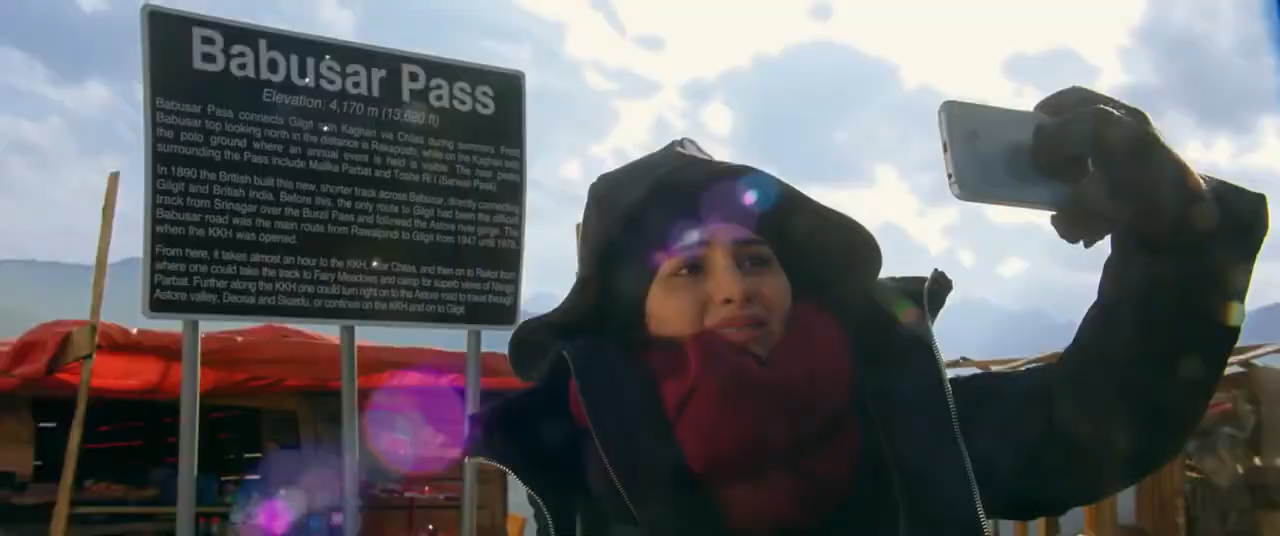 Babusar Pass
Elevation: 4,170 m (13,690 ft)
Babusar Pass connects Gilgit with Kaghan via Chilas during summers. From
Babusar top looking north in the distance is Rakaposhi, while on the Kaghan side
the polo ground where an annual event is held is visible. The near peaks
surrounding the Pass include Malika Parbat and Toshe Ri I (Barwai Peak)
In 1890 the British built this new, shorter track across Babusar, directly connecting
Gilgit and British India. Before this, the only route to Gilgit had been the official
track from Srinagar over the Burzil Pass and followed the Astore river gorge. The
Babusar road was the main route from Rawalpindi to Gilgit from 1947 until 1978,
when the KKH was opened.
From here, it takes almost an hour to the KKH, near Chilas, and then on to Raikot from
where one could take the track to Fairy Meadows and camp for superb views of Nanga
Parbat. Further along the KKH one could turn right on to the Astore road to travel through
Astore valley, Deosai and Skardu, or continue on the KKH and on to Gilgit.